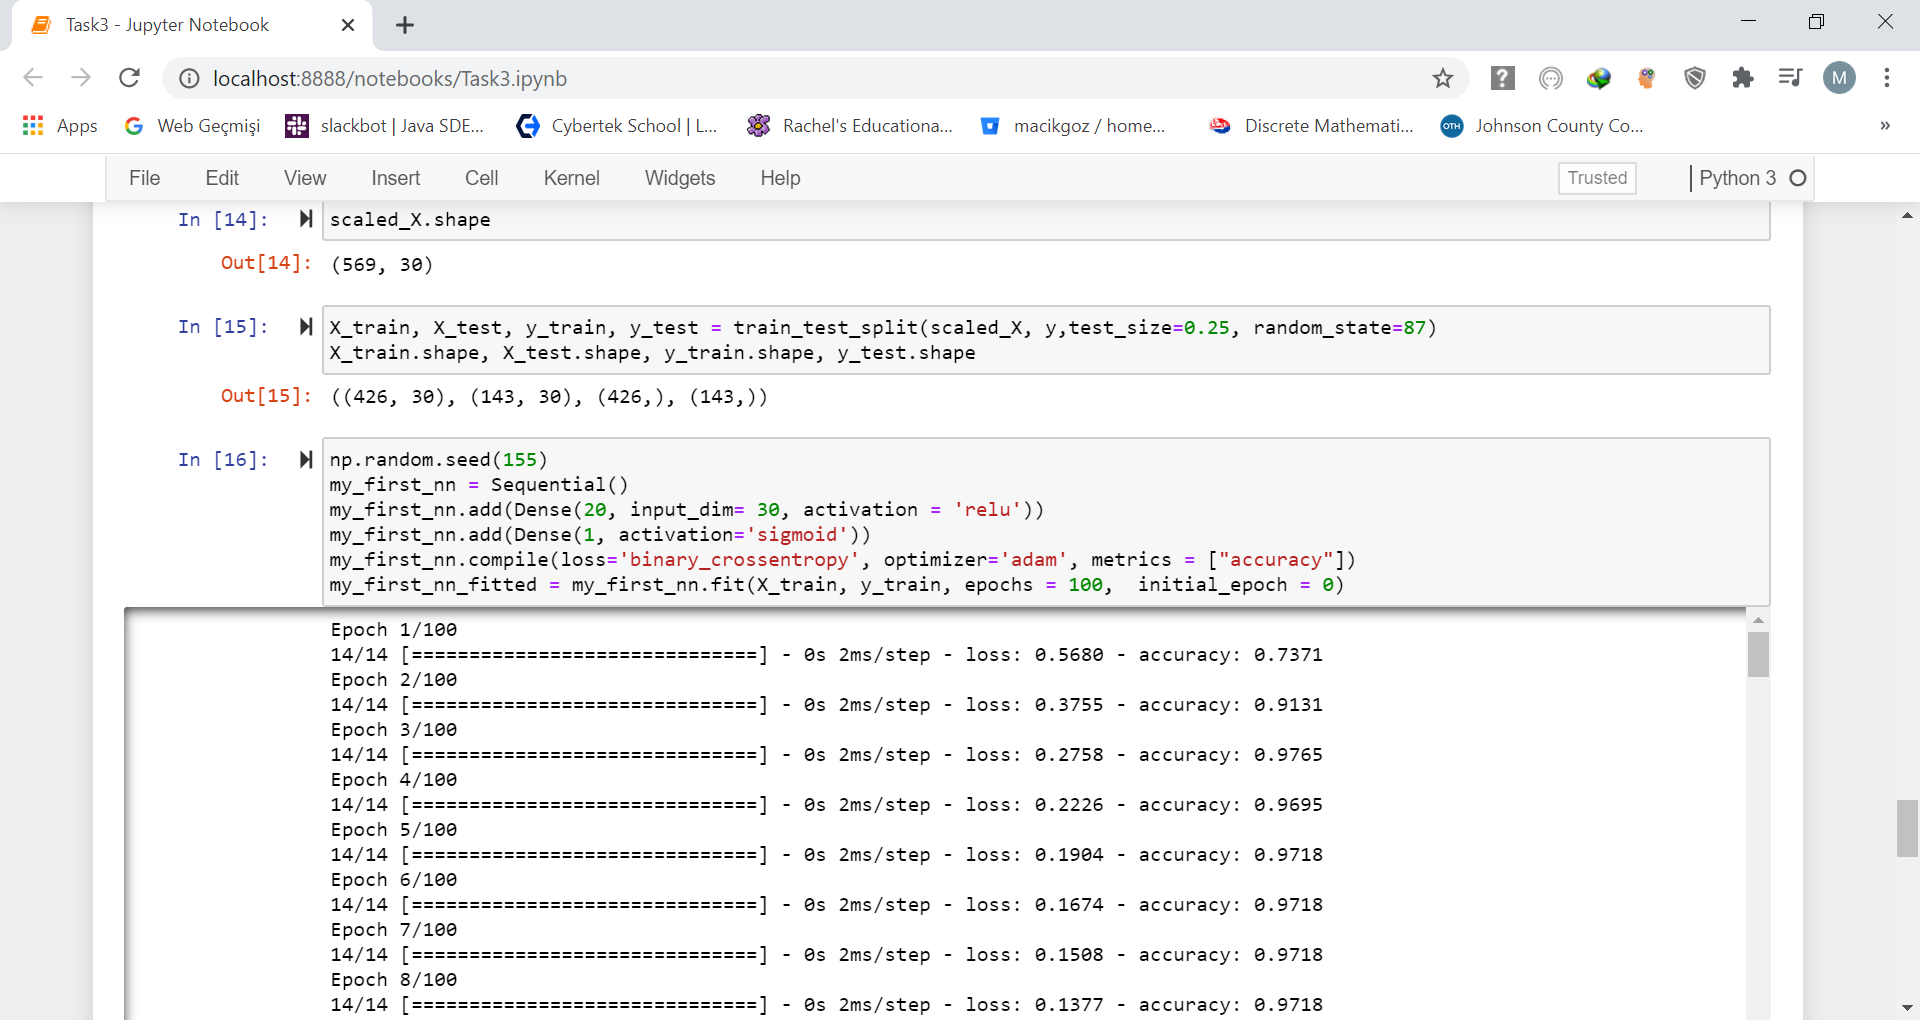 Task3 - Jupyter Notebook
localhost:8888/notebooks/Task3.ipynb
M
Apps
Web Geçmişi
slackbot | Java SDE...
Cybertek School | L...
Rachel's Educationa...
macikgoz / home...
OTH
Discrete Mathemati...
Johnson County Co...
»
File Edit View Insert Cell Kernel Widgets Help
Trusted
Python 3
In [14]: scaled_X.shape
Out[14]: (569, 30)
In [15]: X_train, X_test, y_train, y_test = train_test_split(scaled_X, y,test_size=0.25, random_state=87)
X_train.shape, X_test.shape, y_train.shape, y_test.shape
Out[15]: ((426, 30), (143, 30), (426,), (143,))
In [16]: np.random.seed(155)
my_first_nn = Sequential()
my_first_nn.add(Dense(20, input_dim= 30, activation = 'relu'))
my_first_nn.add(Dense(1, activation='sigmoid'))
my_first_nn.compile(loss='binary_crossentropy', optimizer='adam', metrics = ["accuracy"])
my_first_nn_fitted = my_first_nn.fit(X_train, y_train, epochs = 100,  initial_epoch = 0)
Epoch 1/100
14/14 [==============================] - 0s 2ms/step - loss: 0.5680 - accuracy: 0.7371
Epoch 2/100
14/14 [==============================] - 0s 2ms/step - loss: 0.3755 - accuracy: 0.9131
Epoch 3/100
14/14 [==============================] - 0s 2ms/step - loss: 0.2758 - accuracy: 0.9765
Epoch 4/100
14/14 [==============================] - 0s 2ms/step - loss: 0.2226 - accuracy: 0.9695
Epoch 5/100
14/14 [==============================] - 0s 2ms/step - loss: 0.1904 - accuracy: 0.9718
Epoch 6/100
14/14 [==============================] - 0s 2ms/step - loss: 0.1674 - accuracy: 0.9718
Epoch 7/100
14/14 [==============================] - 0s 2ms/step - loss: 0.1508 - accuracy: 0.9718
Epoch 8/100
14/14 [==============================] - 0s 2ms/step - loss: 0.1377 - accuracy: 0.9718